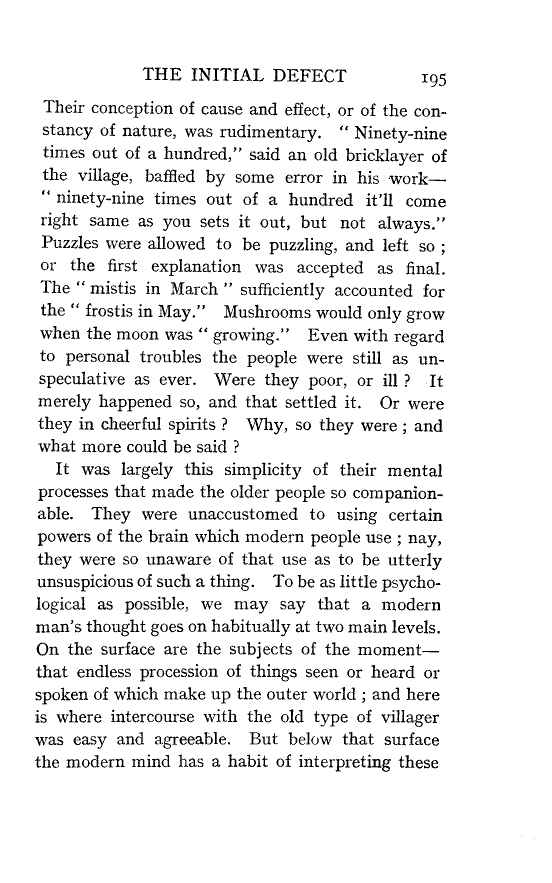 THE INITIAL DEFECT 195
Their conception of cause and effect, or of the con-
stancy of nature, was rudimentary. " Ninety-nine
times out of a hundred," said an old bricklayer of
the village, baffled by some error in his work—
" ninety-nine times out of a hundred it'll come
right same as you sets it out, but not always."
Puzzles were allowed to be puzzling, and left so ;
or the first explanation was accepted as final.
The " mistis in March " sufficiently accounted for
the " frostis in May." Mushrooms would only grow
when the moon was " growing." Even with regard
to personal troubles the people were still as un-
speculative as ever. Were they poor, or ill ? It
merely happened so, and that settled it. Or were
they in cheerful spirits ? Why, so they were ; and
what more could be said ?
It was largely this simplicity of their mental
processes that made the older people so companion-
able. They were unaccustomed to using certain
powers of the brain which modern people use ; nay,
they were so unaware of that use as to be utterly
unsuspicious of such a thing. To be as little psycho-
logical as possible, we may say that a modern
man's thought goes on habitually at two main levels.
On the surface are the subjects of the moment—
that endless procession of things seen or heard or
spoken of which make up the outer world ; and here
is where intercourse with the old type of villager
was easy and agreeable. But below that surface
the modern mind has a habit of interpreting these